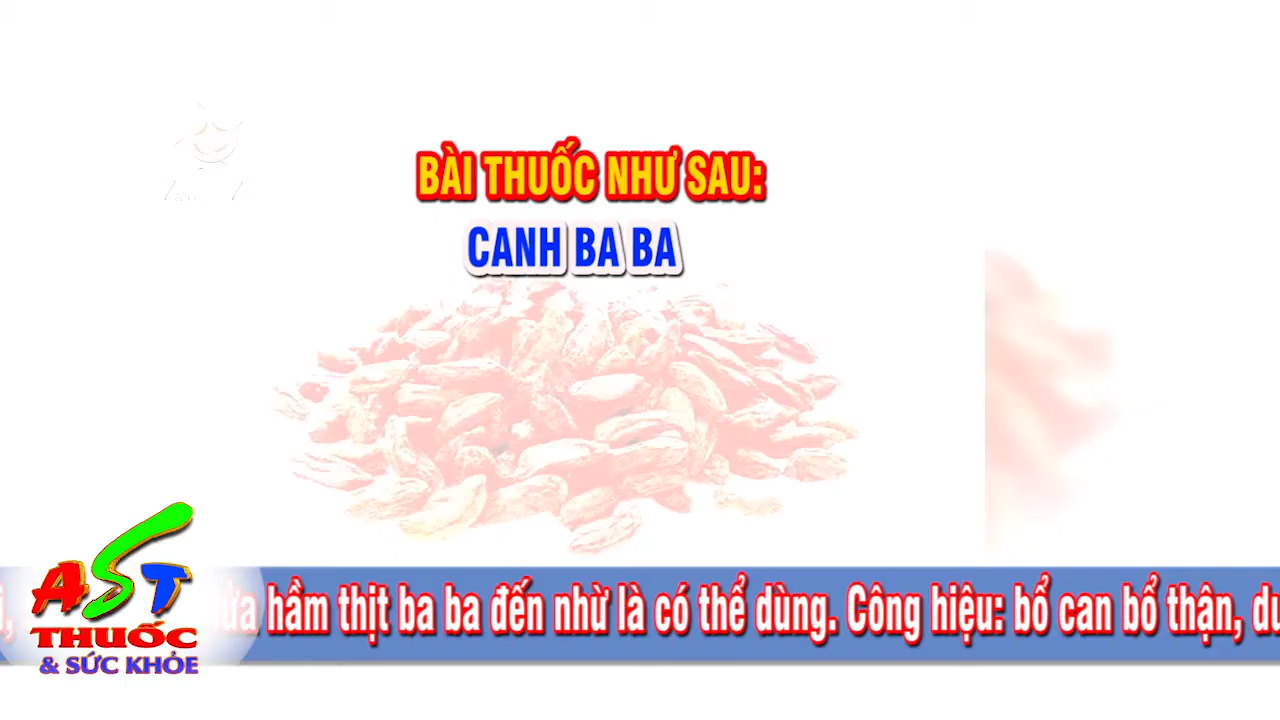 BÀI THUỐC NHƯ SAU:
CANH BA BA
hầm thịt ba ba đến nhừ là có thể dùng. Công hiệu: bổ can bổ thận,
AST
THUỐC
& SỨC KHỎE